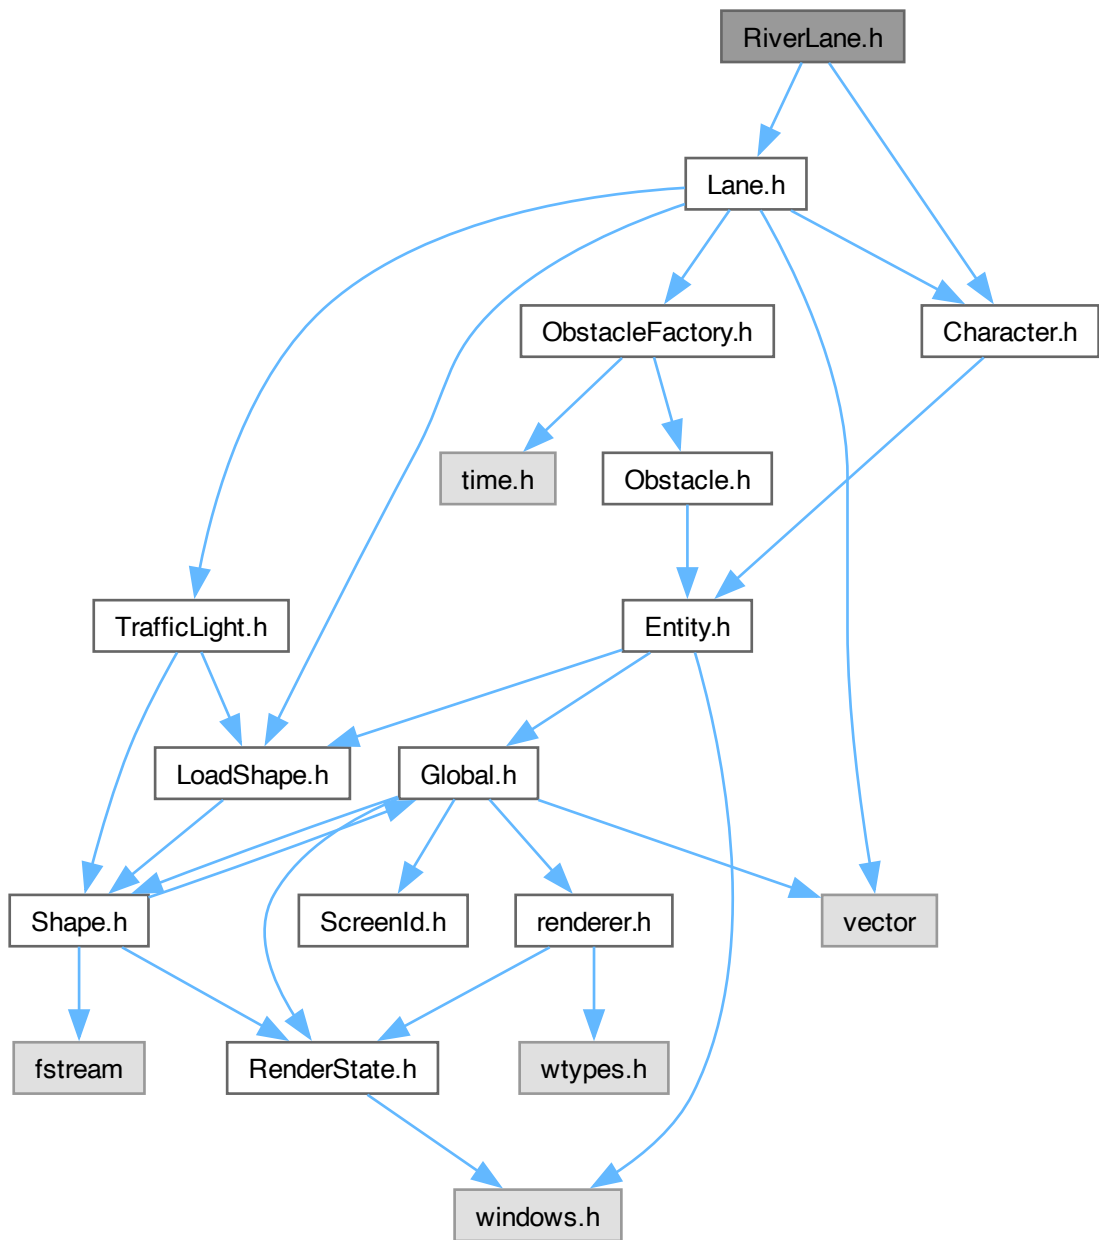 RiverLane.h
Lane.h
ObstacleFactory.h
Character.h
time.h
Obstacle.h
TrafficLight.h
Entity.h
LoadShape.h
Global.h
Shape.h
ScreenId.h
renderer.h
vector
fstream
RenderState.h
wtypes.h
windows.h